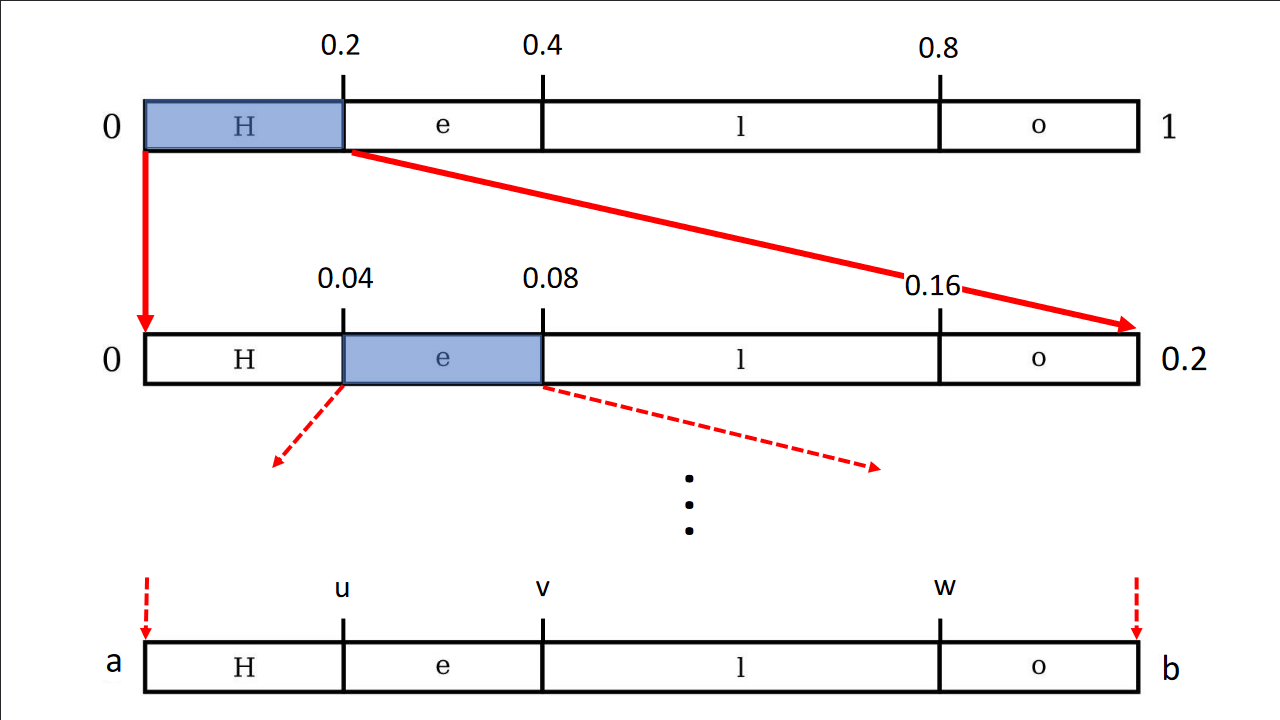 0.2 0.4 0.8
0 H e l o 1
0.04 0.08 0.16
0 H e l o 0.2
u v w
a H e l o b